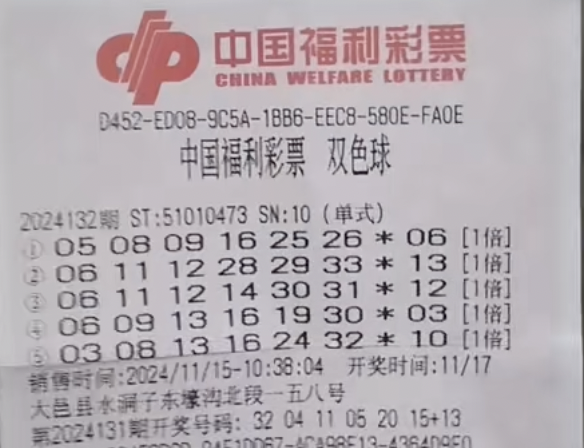 中国福利彩票
CHINA WELFARE LOTTERY
D452-ED08-9C5A-1BB6-EEC8-580E-FA0E
中国福利彩票 双色球
2024132期 ST:51010473 SN:10 (单式)
① 05 08 09 16 25 26 * 06 [1倍]
② 06 11 12 28 29 33 * 13 [1倍]
③ 06 11 12 14 30 31 * 12 [1倍]
④ 06 09 13 16 19 30 * 03 [1倍]
⑤ 03 08 13 16 24 32 * 10 [1倍]
销售时间:2024/11/15-10:38:04 开奖时间:11/17
大邑县水洞子东壕沟北段一五八号
第2024131期开奖号码: 32 04 11 05 20 15+13